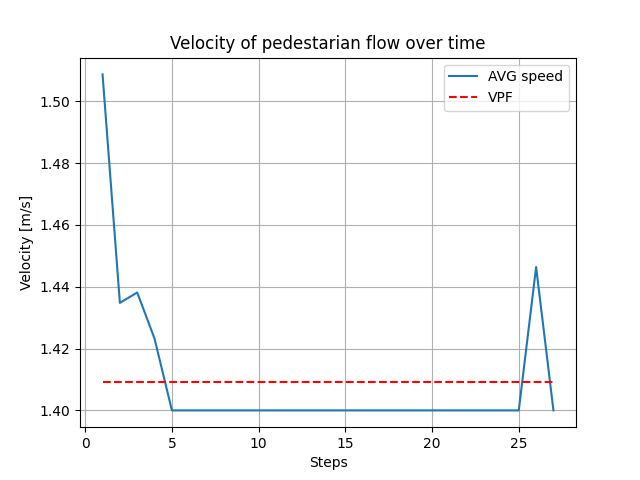 Velocity of pedestarian flow over time
AVG speed
VPF
1.50
1.48
1.46
1.44
1.42
1.40
Velocity [m/s]
0 5 10 15 20 25
Steps